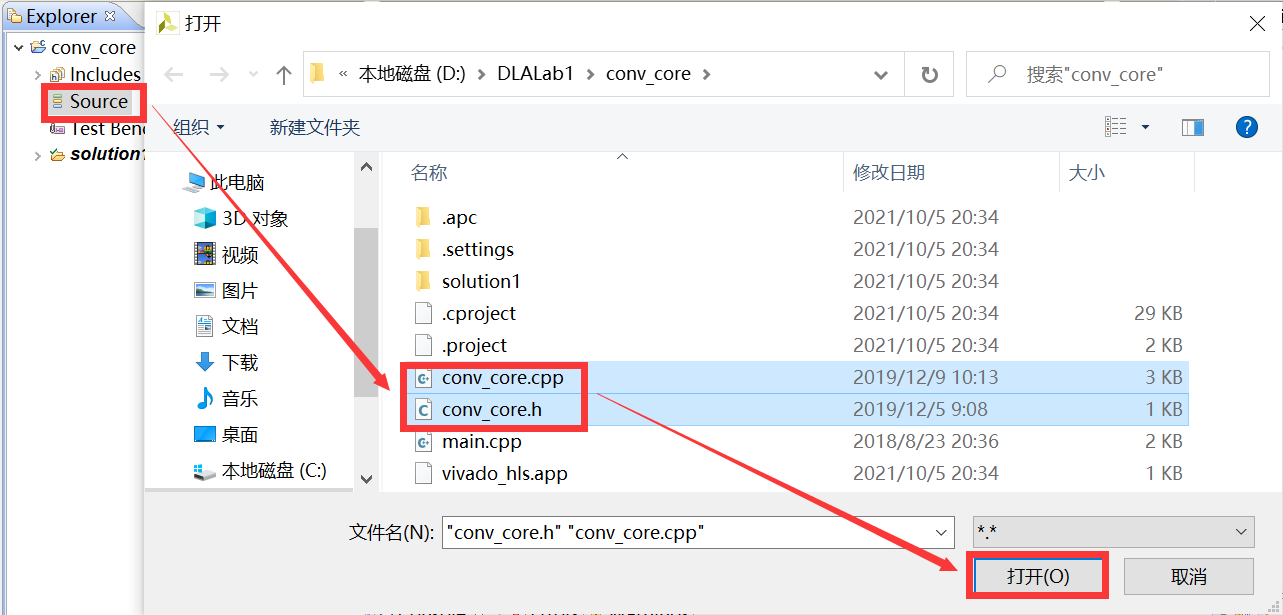 Explorer
打开
conv_core
Includes
Source
Test Benc
solution1
« 本地磁盘 (D:) › DLALab1 › conv_core ›
搜索"conv_core"
组织
新建文件夹
此电脑
3D 对象
视频
图片
文档
下载
音乐
桌面
本地磁盘 (C:)
名称 修改日期 大小
.apc 2021/10/5 20:34
.settings 2021/10/5 20:34
solution1 2021/10/5 20:34
.cproject 2021/10/5 20:34 29 KB
.project 2021/10/5 20:34 2 KB
conv_core.cpp 2019/12/9 10:13 3 KB
conv_core.h 2019/12/5 9:08 1 KB
main.cpp 2018/8/23 20:36 2 KB
vivado_hls.app 2021/10/5 20:34 1 KB
文件名(N): "conv_core.h" "conv_core.cpp" *.*
打开(O) 取消